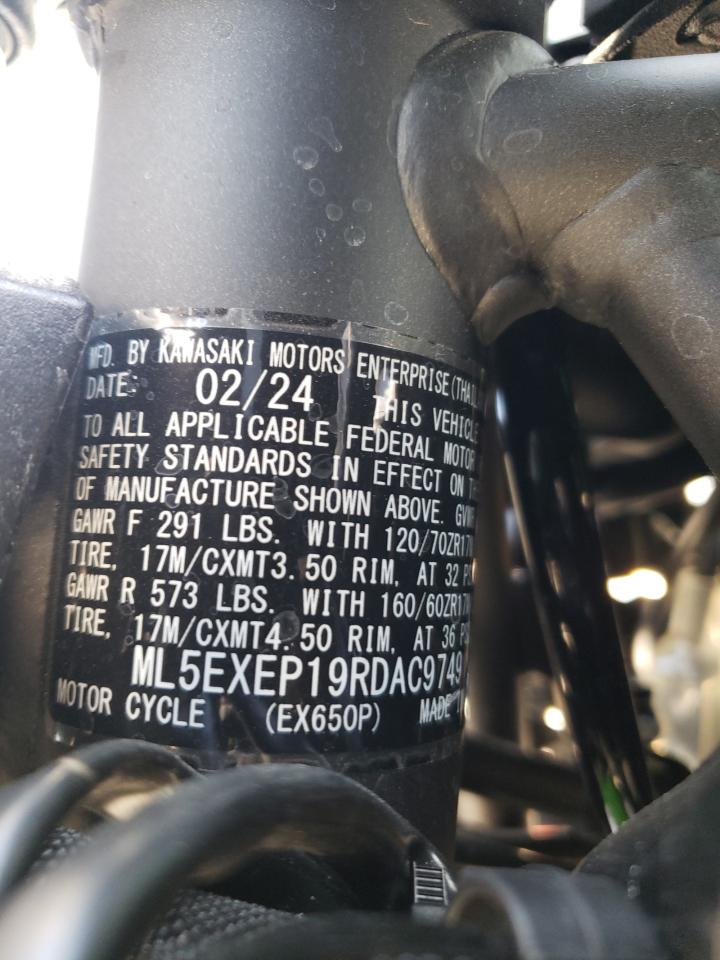 MFD. BY KAWASAKI MOTORS ENTERPRISE(THAIL
DATE: 02/24 THIS VEHICLE
TO ALL APPLICABLE FEDERAL MOTOR
SAFETY STANDARDS IN EFFECT ON
OF MANUFACTURE SHOWN ABOVE.
GAWR F 291 LBS. WITH 120/70ZR17
TIRE, 17M/CXMT3.50 RIM, AT 32
GAWR R 573 LBS. WITH 160/60ZR17
TIRE, 17M/CXMT4.50 RIM, AT 36
ML5EXEP19RDAC9749
MOTOR CYCLE (EX650P) MADE